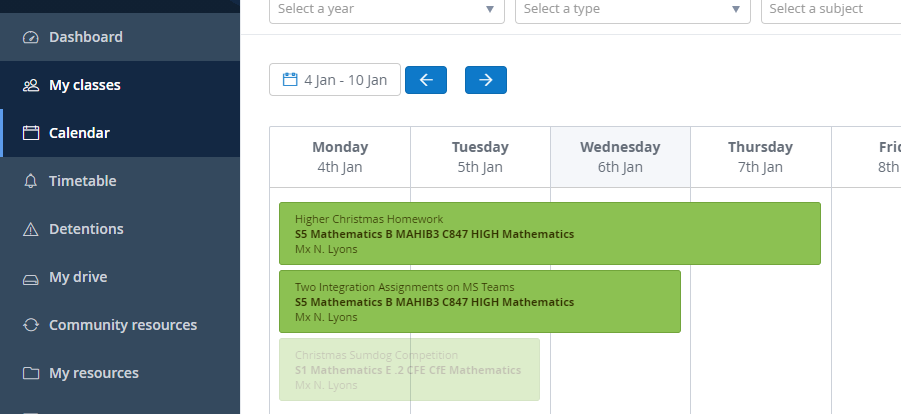 Select a year
Select a type
Select a subject
Dashboard
My classes
Calendar
Timetable
Detentions
My drive
Community resources
My resources
4 Jan - 10 Jan
Monday
4th Jan
Tuesday
5th Jan
Wednesday
6th Jan
Thursday
7th Jan
Fri
8th
Higher Christmas Homework
S5 Mathematics B MAHIB3 C847 HIGH Mathematics
Mx N. Lyons
Two Integration Assignments on MS Teams
S5 Mathematics B MAHIB3 C847 HIGH Mathematics
Mx N. Lyons
Christmas Sumdog Competition
S1 Mathematics E .2 CFE CfE Mathematics
Mx N. Lyons